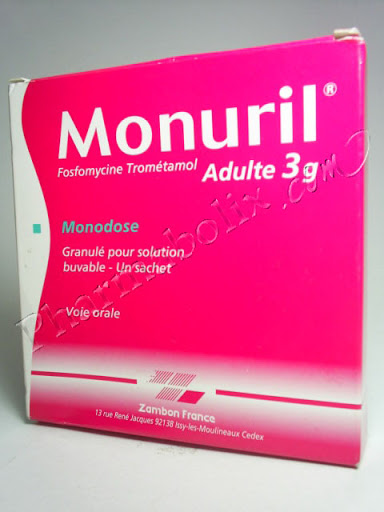 Monuril®
Fosfomycine Trométamol Adulte 3g
Monodose
Granulé pour solution
buvable - Un sachet
Voie orale
Zambon France
13 rue René Jacques 92138 Issy-les-Moulineaux Cedex
Pharmabolix.com